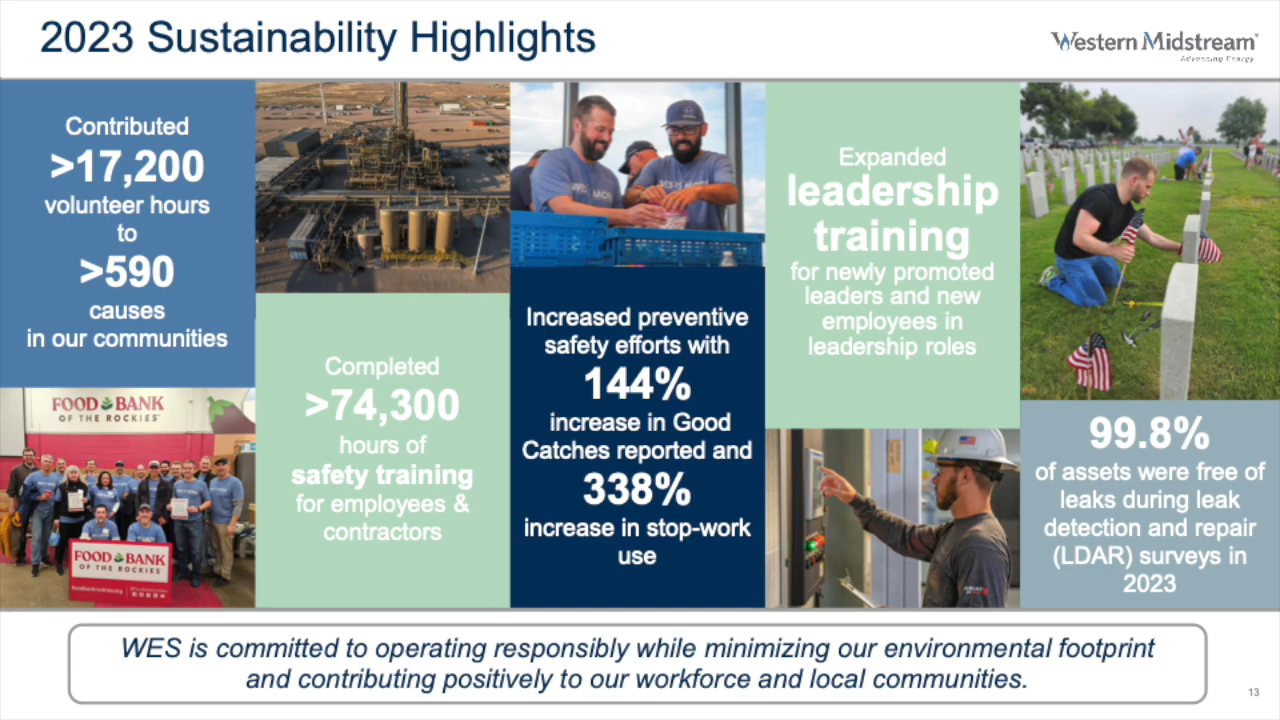 2023 Sustainability Highlights
Western Midstream
Advancing Energy
Contributed
>17,200
volunteer hours
to
>590
causes
in our communities
FOOD BANK
OF THE ROCKIES
FOOD BANK
OF THE ROCKIES
foodbankrockies.org
Completed
>74,300
hours of
safety training
for employees &
contractors
Increased preventive
safety efforts with
144%
increase in Good
Catches reported and
338%
increase in stop-work
use
Expanded
leadership
training
for newly promoted
leaders and new
employees in
leadership roles
99.8%
of assets were free of
leaks during leak
detection and repair
(LDAR) surveys in
2023
WES is committed to operating responsibly while minimizing our environmental footprint
and contributing positively to our workforce and local communities.
13